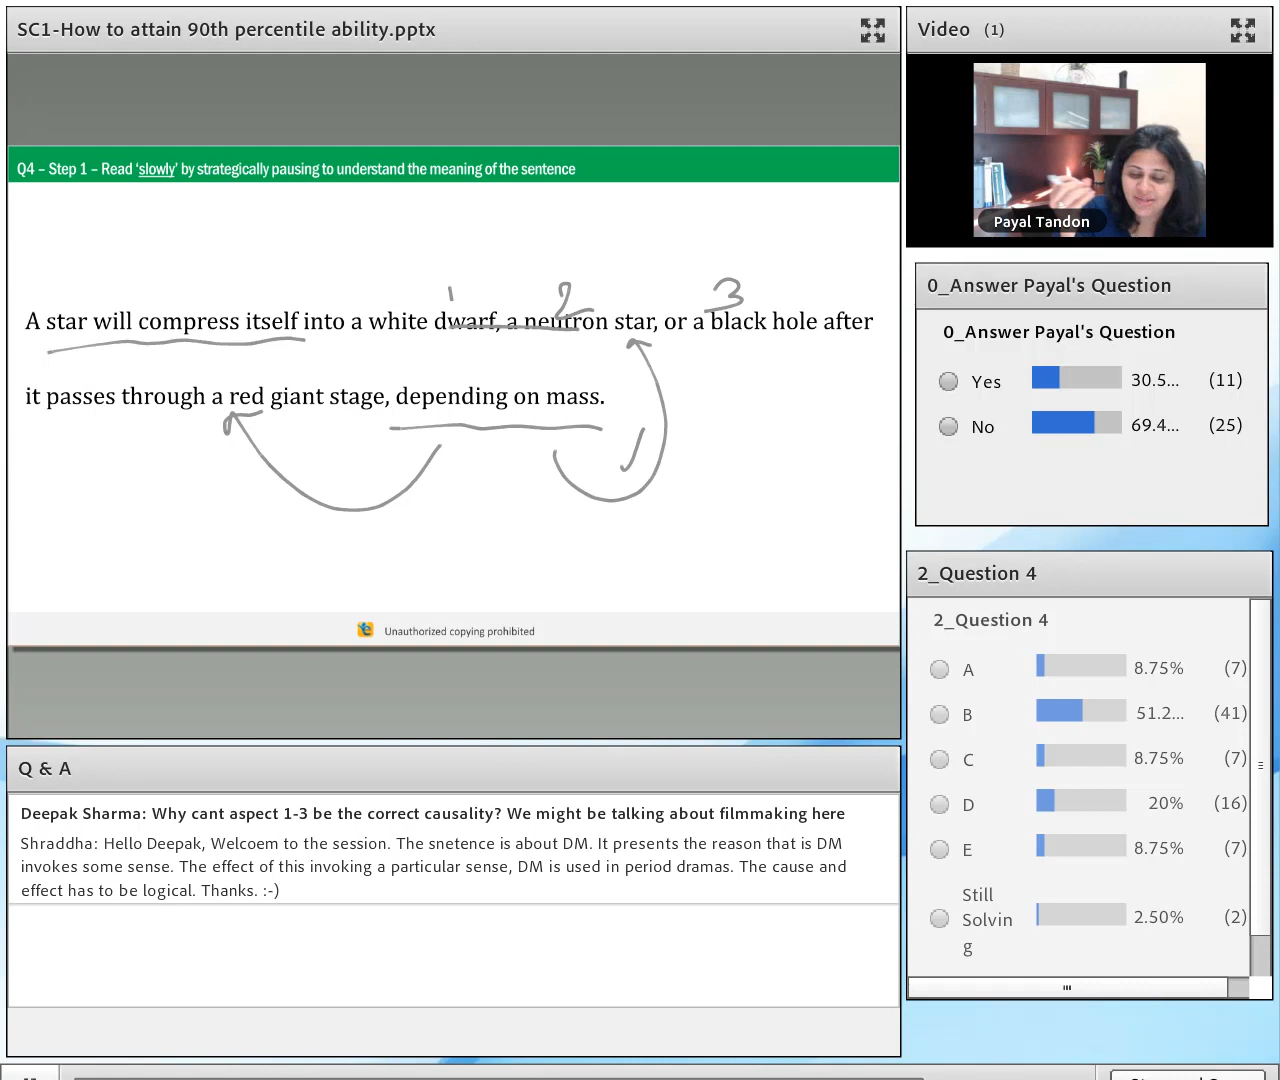 SC1-How to attain 90th percentile ability.pptx
Q4 – Step 1 – Read ‘slowly’ by strategically pausing to understand the meaning of the sentence
1 2 3
A star will compress itself into a white dwarf, a neutron star, or a black hole after
it passes through a red giant stage, depending on mass.
Unauthorized copying prohibited
Q & A
Deepak Sharma: Why cant aspect 1-3 be the correct causality? We might be talking about filmmaking here
Shraddha: Hello Deepak, Welcoem to the session. The snetence is about DM. It presents the reason that is DM
invokes some sense. The effect of this invoking a particular sense, DM is used in period dramas. The cause and
effect has to be logical. Thanks. :-)
Video (1)
Payal Tandon
0_Answer Payal's Question
0_Answer Payal's Question
Yes 30.5... (11)
No 69.4... (25)
2_Question 4
2_Question 4
A 8.75% (7)
B 51.2... (41)
C 8.75% (7)
D 20% (16)
E 8.75% (7)
Still
Solvin 2.50% (2)
g